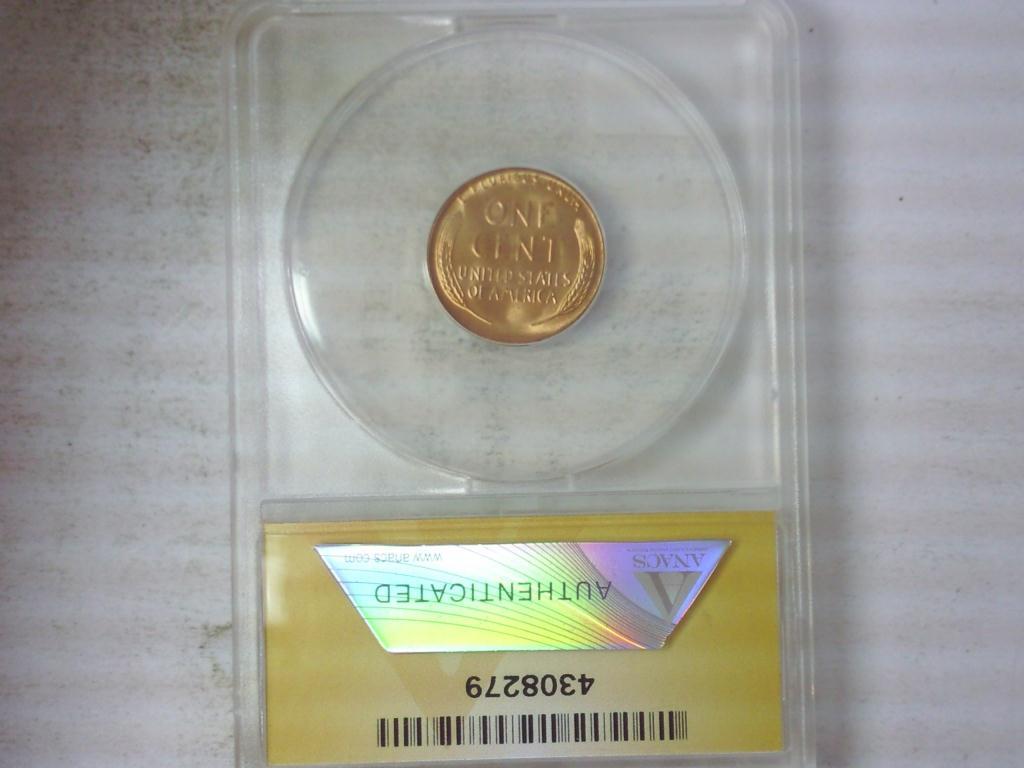 E PLURIBUS UNUM
ONE
CENT
UNITED STATES
OF AMERICA
ANACS
www.anacs.com
AUTHENTICATED
4308279